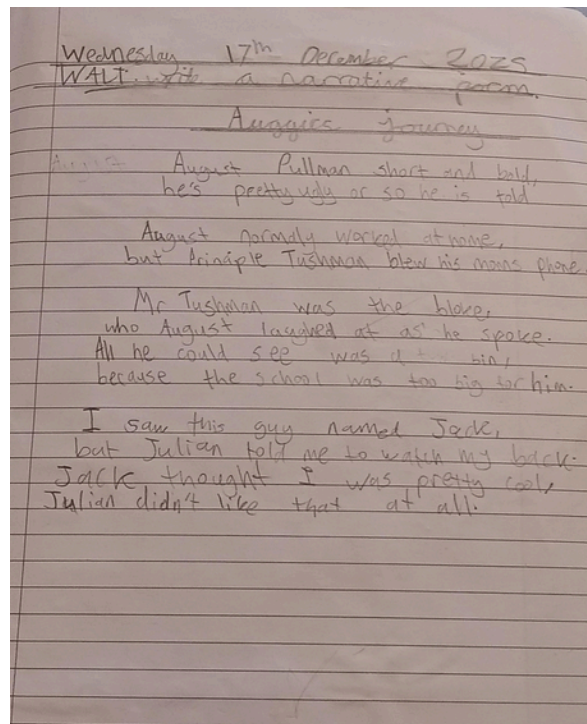 Wednesday 17th December 2025
WALT: write a narrative poem.
Auggies journey
August Pullman short and bald,
he's pretty ugly or so he is told
August normaly worked at home,
but Principle Tushman blew his moms phone
Mr Tushman was the bloke,
who August laughed at as he spoke.
All he could see was a bin,
because the school was too big for him.
I saw this guy named Jack,
but Julian told me to watch my back.
Jack thought I was pretty cool,
Julian didn't like that at all.